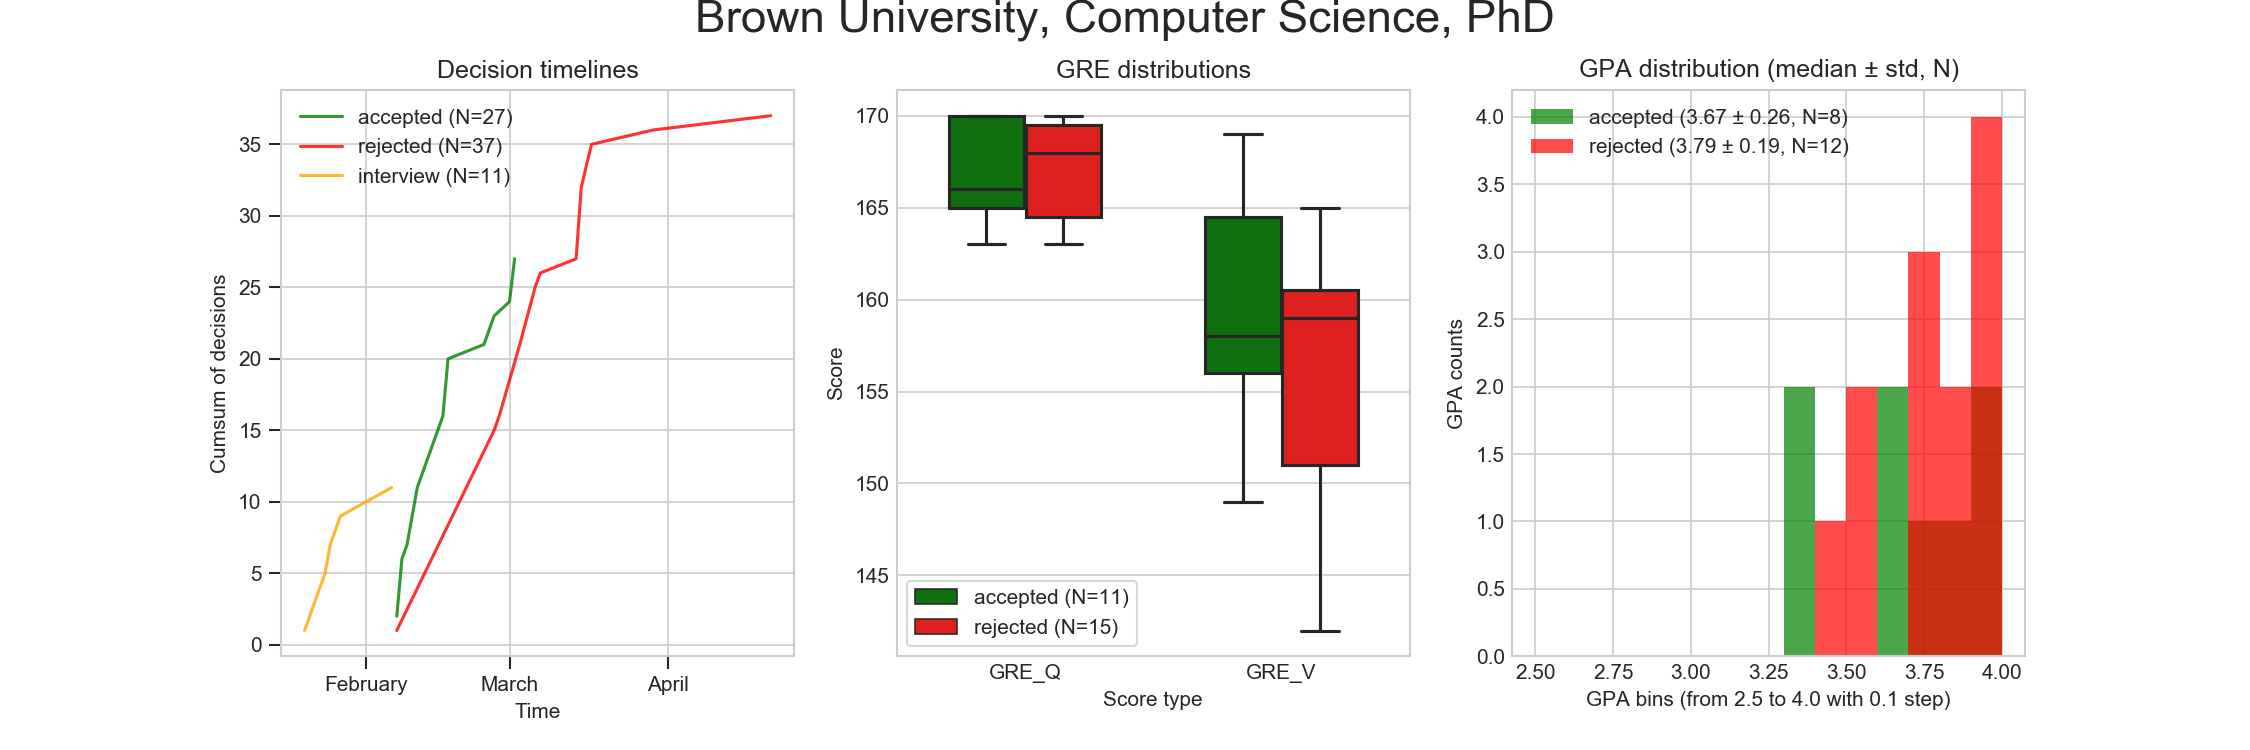 Brown University, Computer Science, PhD
Decision timelines
accepted (N=27)
rejected (N=37)
interview (N=11)
35
30
25
20
15
10
5
0
Cumsum of decisions
February March April
Time
GRE distributions
170
165
160
155
150
145
Score
accepted (N=11)
rejected (N=15)
GRE_Q GRE_V
Score type
GPA distribution (median ± std, N)
accepted (3.67 ± 0.26, N=8)
rejected (3.79 ± 0.19, N=12)
4.0
3.5
3.0
2.5
2.0
1.5
1.0
0.5
0.0
GPA counts
2.50 2.75 3.00 3.25 3.50 3.75 4.00
GPA bins (from 2.5 to 4.0 with 0.1 step)